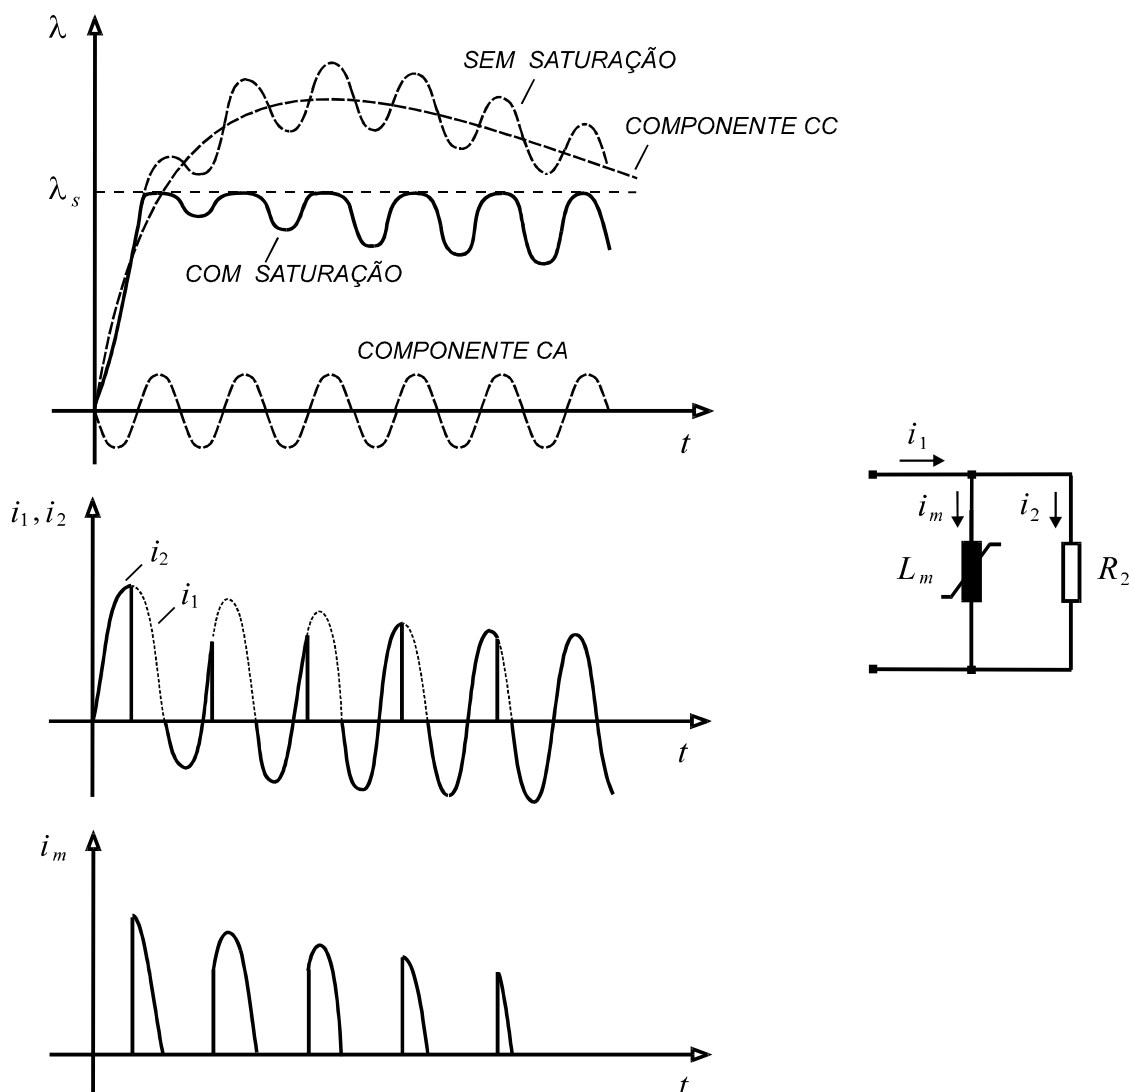 λ
SEM SATURAÇÃO
COMPONENTE CC
λs
COM SATURAÇÃO
COMPONENTE CA
t
i1
im
i2
Lm
R2
i1, i2
i2
i1
t
im
t